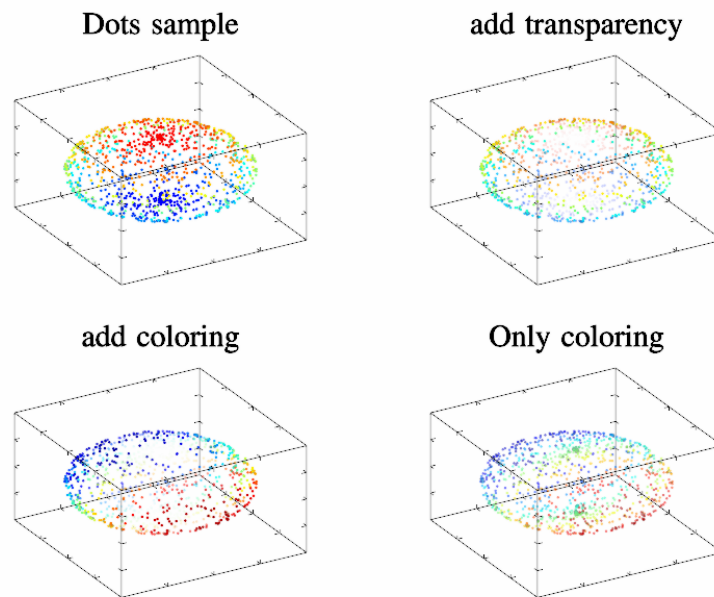 Dots sample
add transparency
add coloring
Only coloring